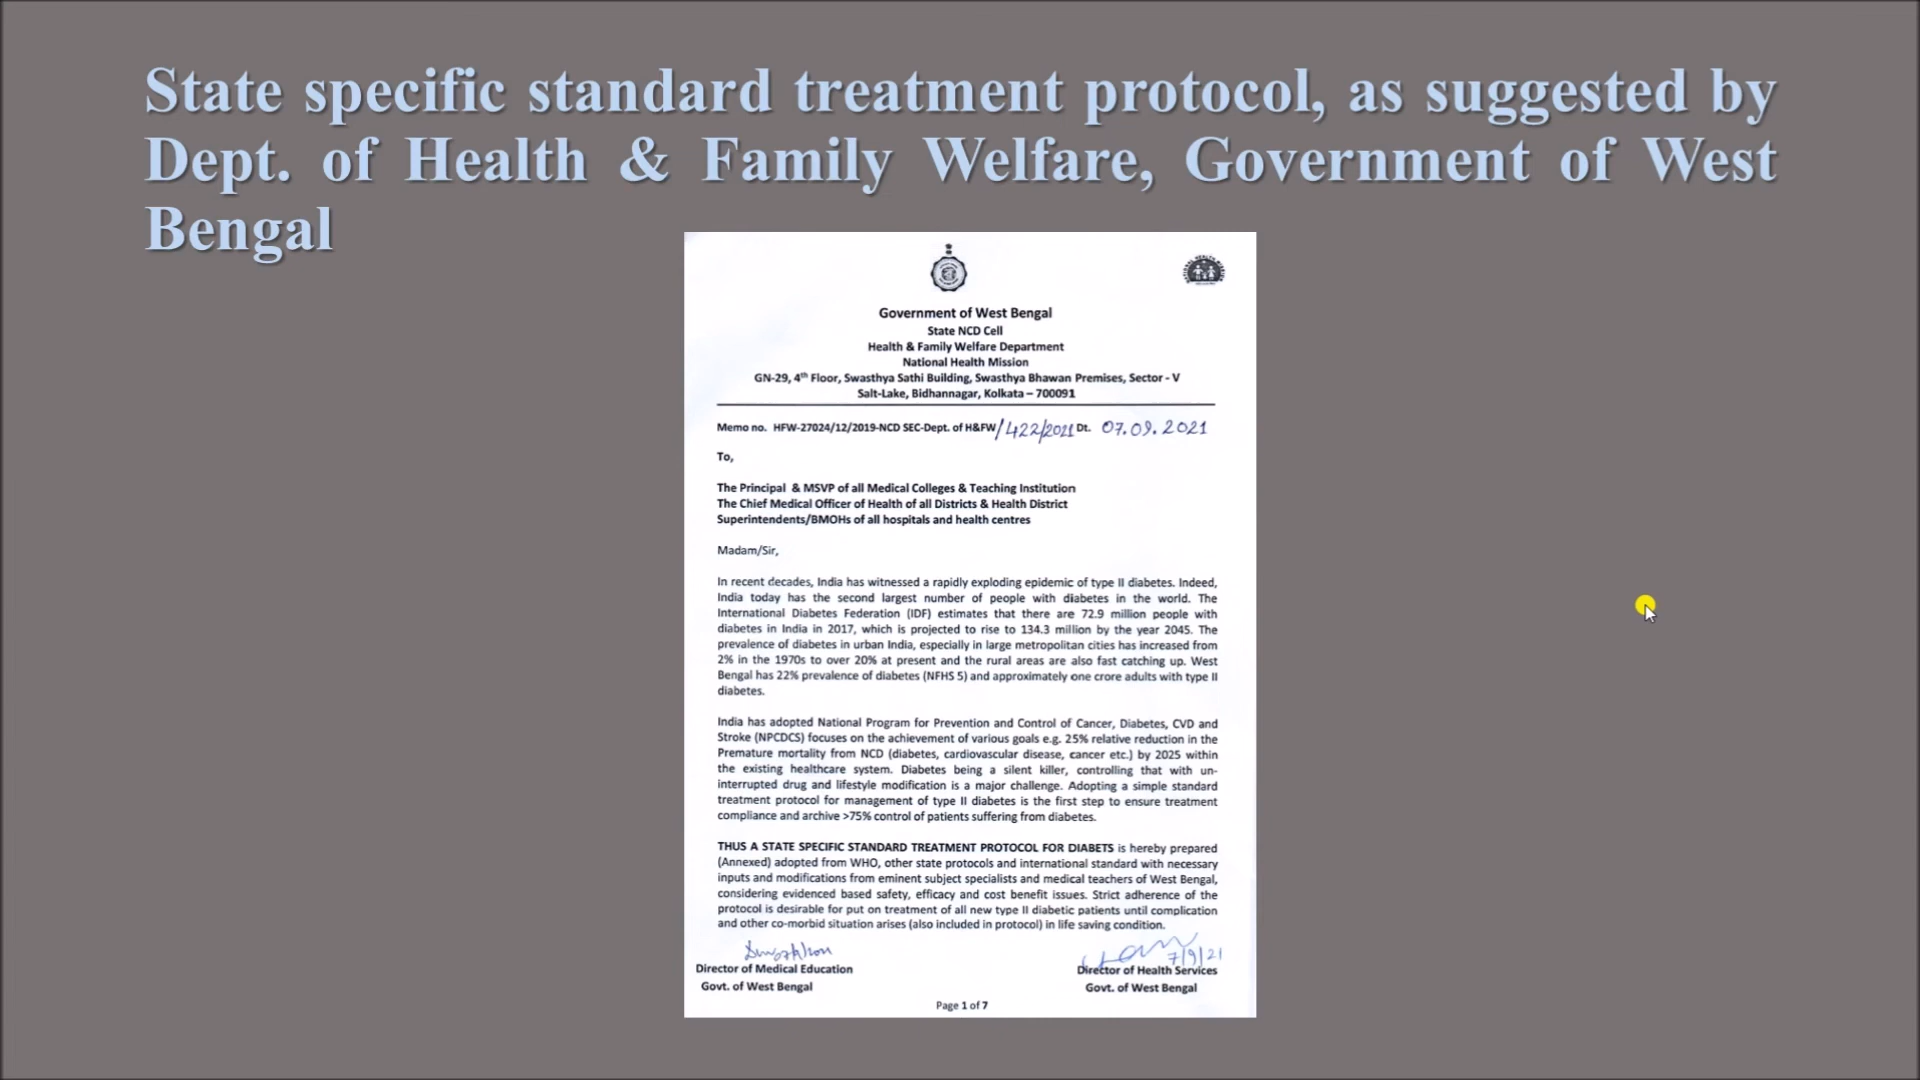 State specific standard treatment protocol, as suggested by
Dept. of Health & Family Welfare, Government of West
Bengal
Government of West Bengal
State NCD Cell
Health & Family Welfare Department
National Health Mission
GN-29, 4th Floor, Swasthya Sathi Building, Swasthya Bhawan Premises, Sector - V
Salt-Lake, Bidhannagar, Kolkata – 700091
Memo no. HFW-27024/12/2019-NCD SEC-Dept. of H&FW/422/2021 Dt. 07.09.2021
To,
The Principal & MSVP of all Medical Colleges & Teaching Institution
The Chief Medical Officer of Health of all Districts & Health District
Superintendents/BMOHs of all hospitals and health centres
Madam/Sir,
In recent decades, India has witnessed a rapidly exploding epidemic of type II diabetes. Indeed,
India today has the second largest number of people with diabetes in the world. The
International Diabetes Federation (IDF) estimates that there are 72.9 million people with
diabetes in India in 2017, which is projected to rise to 134.3 million by the year 2045. The
prevalence of diabetes in urban India, especially in large metropolitan cities has increased from
2% in the 1970s to over 20% at present and the rural areas are also fast catching up. West
Bengal has 22% prevalence of diabetes (NFHS 5) and approximately one crore adults with type II
diabetes.
India has adopted National Program for Prevention and Control of Cancer, Diabetes, CVD and
Stroke (NPCDCS) focuses on the achievement of various goals e.g. 25% relative reduction in the
Premature mortality from NCD (diabetes, cardiovascular disease, cancer etc.) by 2025 within
the existing healthcare system. Diabetes being a silent killer, controlling that with un-
interrupted drug and lifestyle modification is a major challenge. Adopting a simple standard
treatment protocol for management of type II diabetes is the first step to ensure treatment
compliance and archive >75% control of patients suffering from diabetes.
THUS A STATE SPECIFIC STANDARD TREATMENT PROTOCOL FOR DIABETS is hereby prepared
(Annexed) adopted from WHO, other state protocols and international standard with necessary
inputs and modifications from eminent subject specialists and medical teachers of West Bengal,
considering evidenced based safety, efficacy and cost benefit issues. Strict adherence of the
protocol is desirable for put on treatment of all new type II diabetic patients until complication
and other co-morbid situation arises (also included in protocol) in life saving condition.
7/9/21
Director of Medical Education
Director of Health Services
Govt. of West Bengal
Govt. of West Bengal
Page 1 of 7